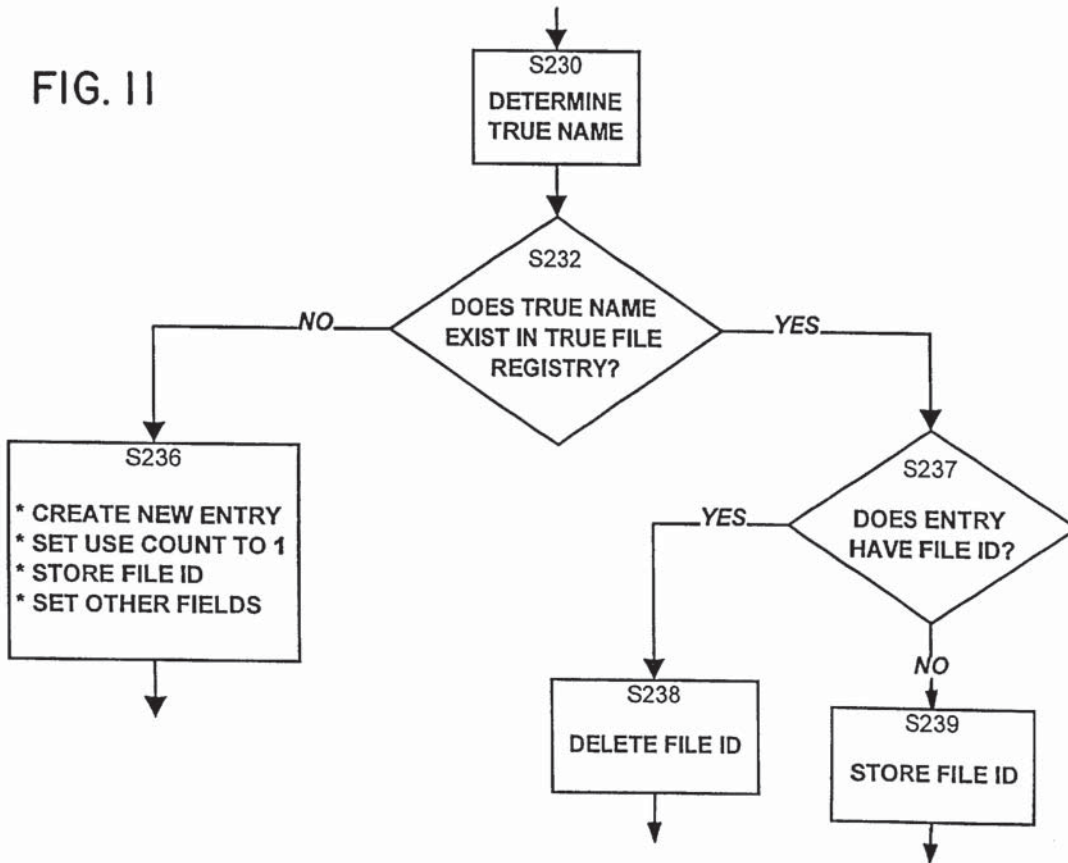 FIG. 11
S230
DETERMINE
TRUE NAME
S232
DOES TRUE NAME
EXIST IN TRUE FILE
REGISTRY?
NO
YES
S236
* CREATE NEW ENTRY
* SET USE COUNT TO 1
* STORE FILE ID
* SET OTHER FIELDS
S237
DOES ENTRY
HAVE FILE ID?
YES
NO
S238
DELETE FILE ID
S239
STORE FILE ID